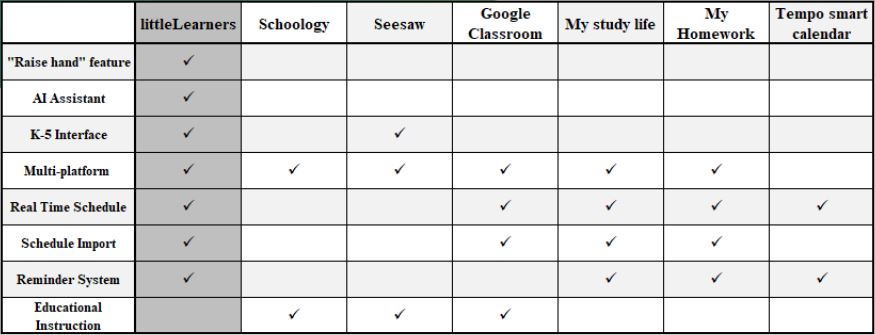 littleLearners Schoology Seesaw Google Classroom My study life My Homework Tempo smart calendar
"Raise hand" feature ✓
AI Assistant ✓
K-5 Interface ✓ ✓
Multi-platform ✓ ✓ ✓ ✓ ✓ ✓
Real Time Schedule ✓ ✓ ✓ ✓ ✓
Schedule Import ✓ ✓ ✓ ✓
Reminder System ✓ ✓ ✓ ✓
Educational Instruction ✓ ✓ ✓